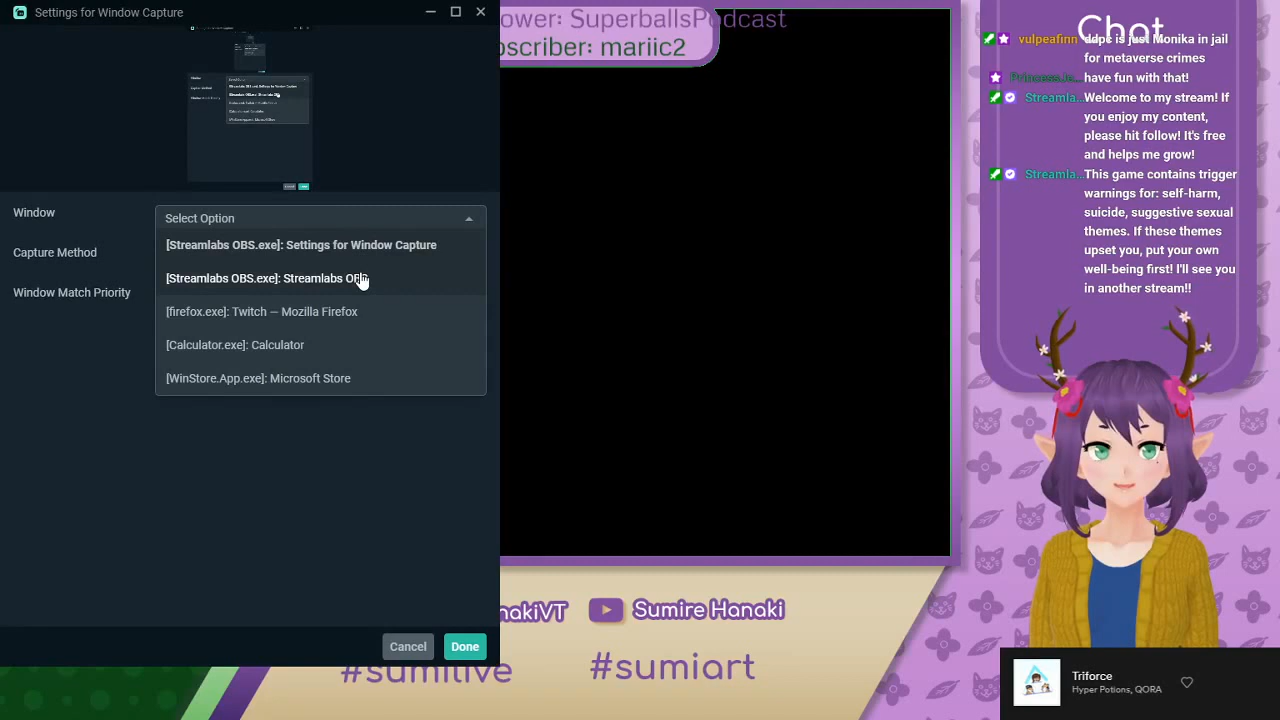 Settings for Window Capture
Window
Select Option
Capture Method
Window Match Priority
[Streamlabs OBS.exe]: Settings for Window Capture
[Streamlabs OBS.exe]: Streamlabs OBS
[firefox.exe]: Twitch — Mozilla Firefox
[Calculator.exe]: Calculator
[WinStore.App.exe]: Microsoft Store
Cancel
Done
ower: SuperballsPodcast
scriber: mariic2
nakiVT
Sumire Hanaki
#sumilive
#sumiart
Chat
vulpeafinn ddps is just Monika in jail
for metaverse crimes
have fun with that!
Streamla... Welcome to my stream! If
you enjoy my content,
please hit follow! It's free
and helps me grow!
Streamla... This game contains trigger
warnings for: self-harm,
suicide, suggestive sexual
themes. If these themes
upset you, put your own
well-being first! I'll see you
in another stream!!
Triforce
Hyper Potions, QORA